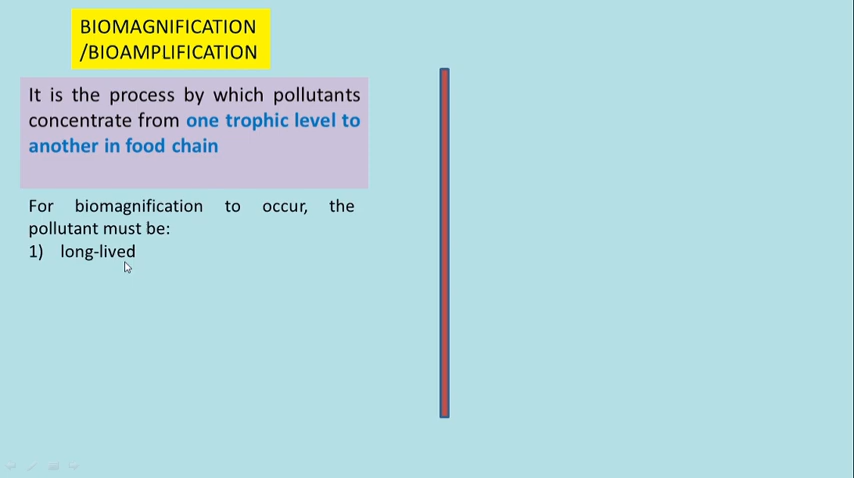 BIOMAGNIFICATION
/BIOAMPLIFICATION
It is the process by which pollutants
concentrate from one trophic level to
another in food chain
For biomagnification to occur, the
pollutant must be:
1) long-lived